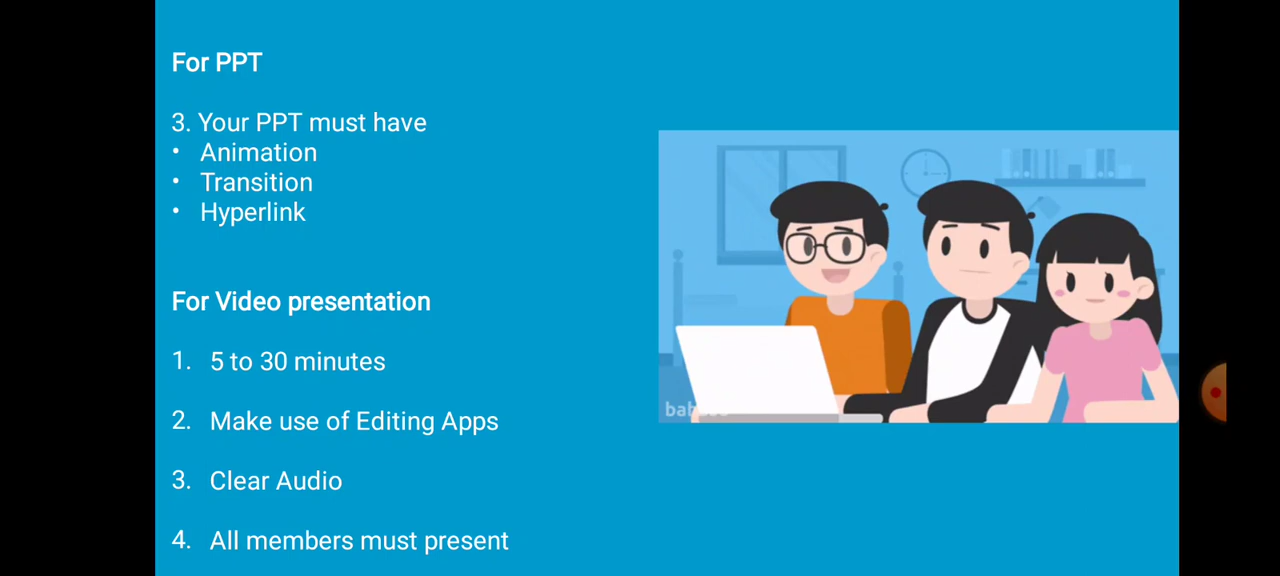 For PPT
3. Your PPT must have
• Animation
• Transition
• Hyperlink
For Video presentation
1. 5 to 30 minutes
2. Make use of Editing Apps
3. Clear Audio
4. All members must present